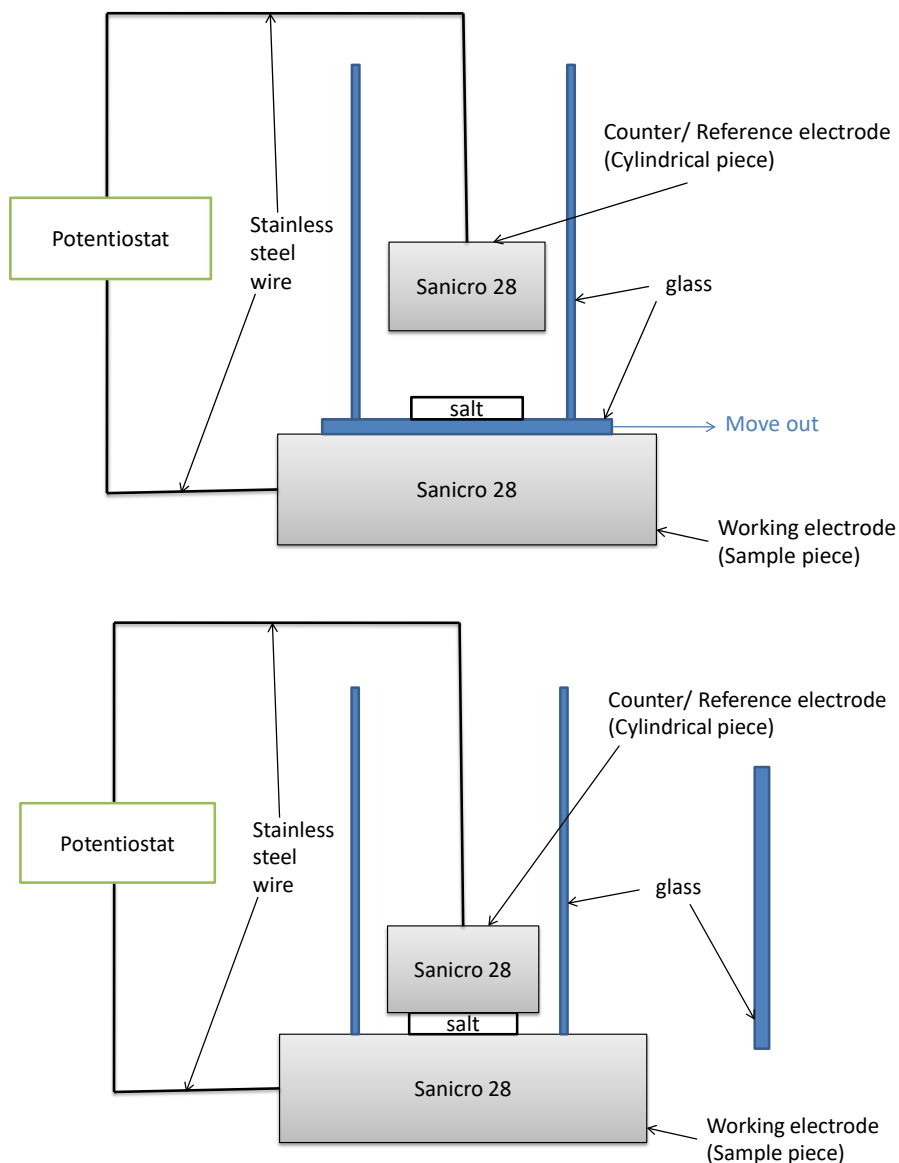 Counter/ Reference electrode
(Cylindrical piece)
Potentiostat
Stainless
steel
wire
Sanicro 28
glass
salt
Move out
Sanicro 28
Working electrode
(Sample piece)
Counter/ Reference electrode
(Cylindrical piece)
Potentiostat
Stainless
steel
wire
glass
Sanicro 28
salt
Sanicro 28
Working electrode
(Sample piece)